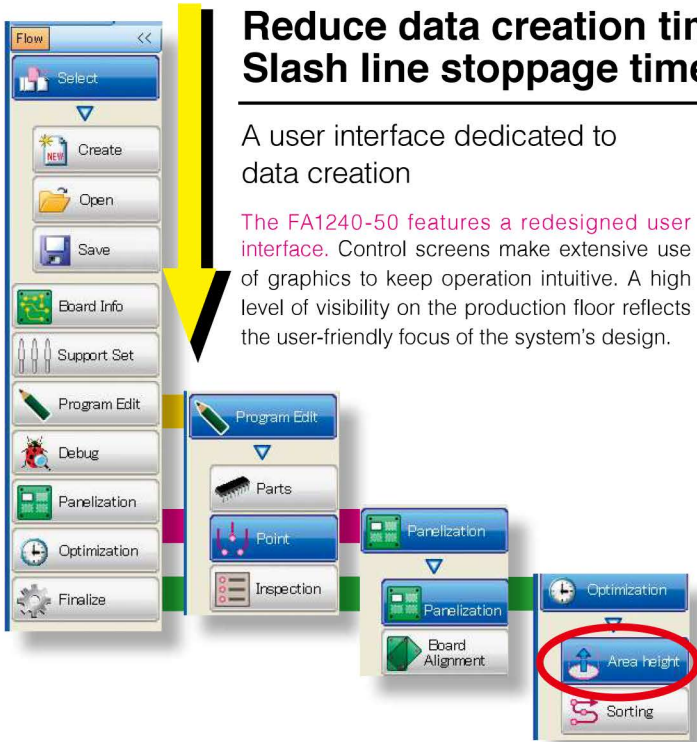 Reduce data creation
Slash line stoppage time
A user interface dedicated to
data creation
The FA1240-50 features a redesigned user
interface. Control screens make extensive use
of graphics to keep operation intuitive. A high
level of visibility on the production floor reflects
the user-friendly focus of the system's design.
Flow <<
Select
NEW Create
Open
Save
Board Info
Support Set
Program Edit
Debug
Panelization
Optimization
Finalize
Program Edit
Parts
Point
Inspection
Panelization
Panelization
Board
Alignment
Optimization
Area height
Sorting